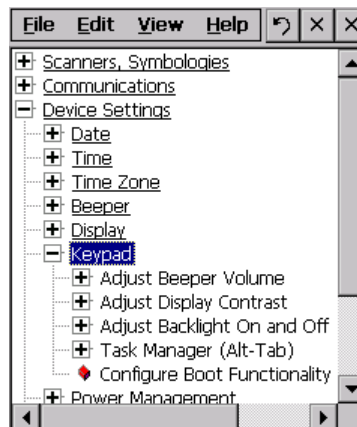 File Edit View Help
Scanners, Symbologies
Communications
Device Settings
Date
Time
Time Zone
Beeper
Display
Keypad
Adjust Beeper Volume
Adjust Display Contrast
Adjust Backlight On and Off
Task Manager (Alt-Tab)
Configure Boot Functionality
Power Management